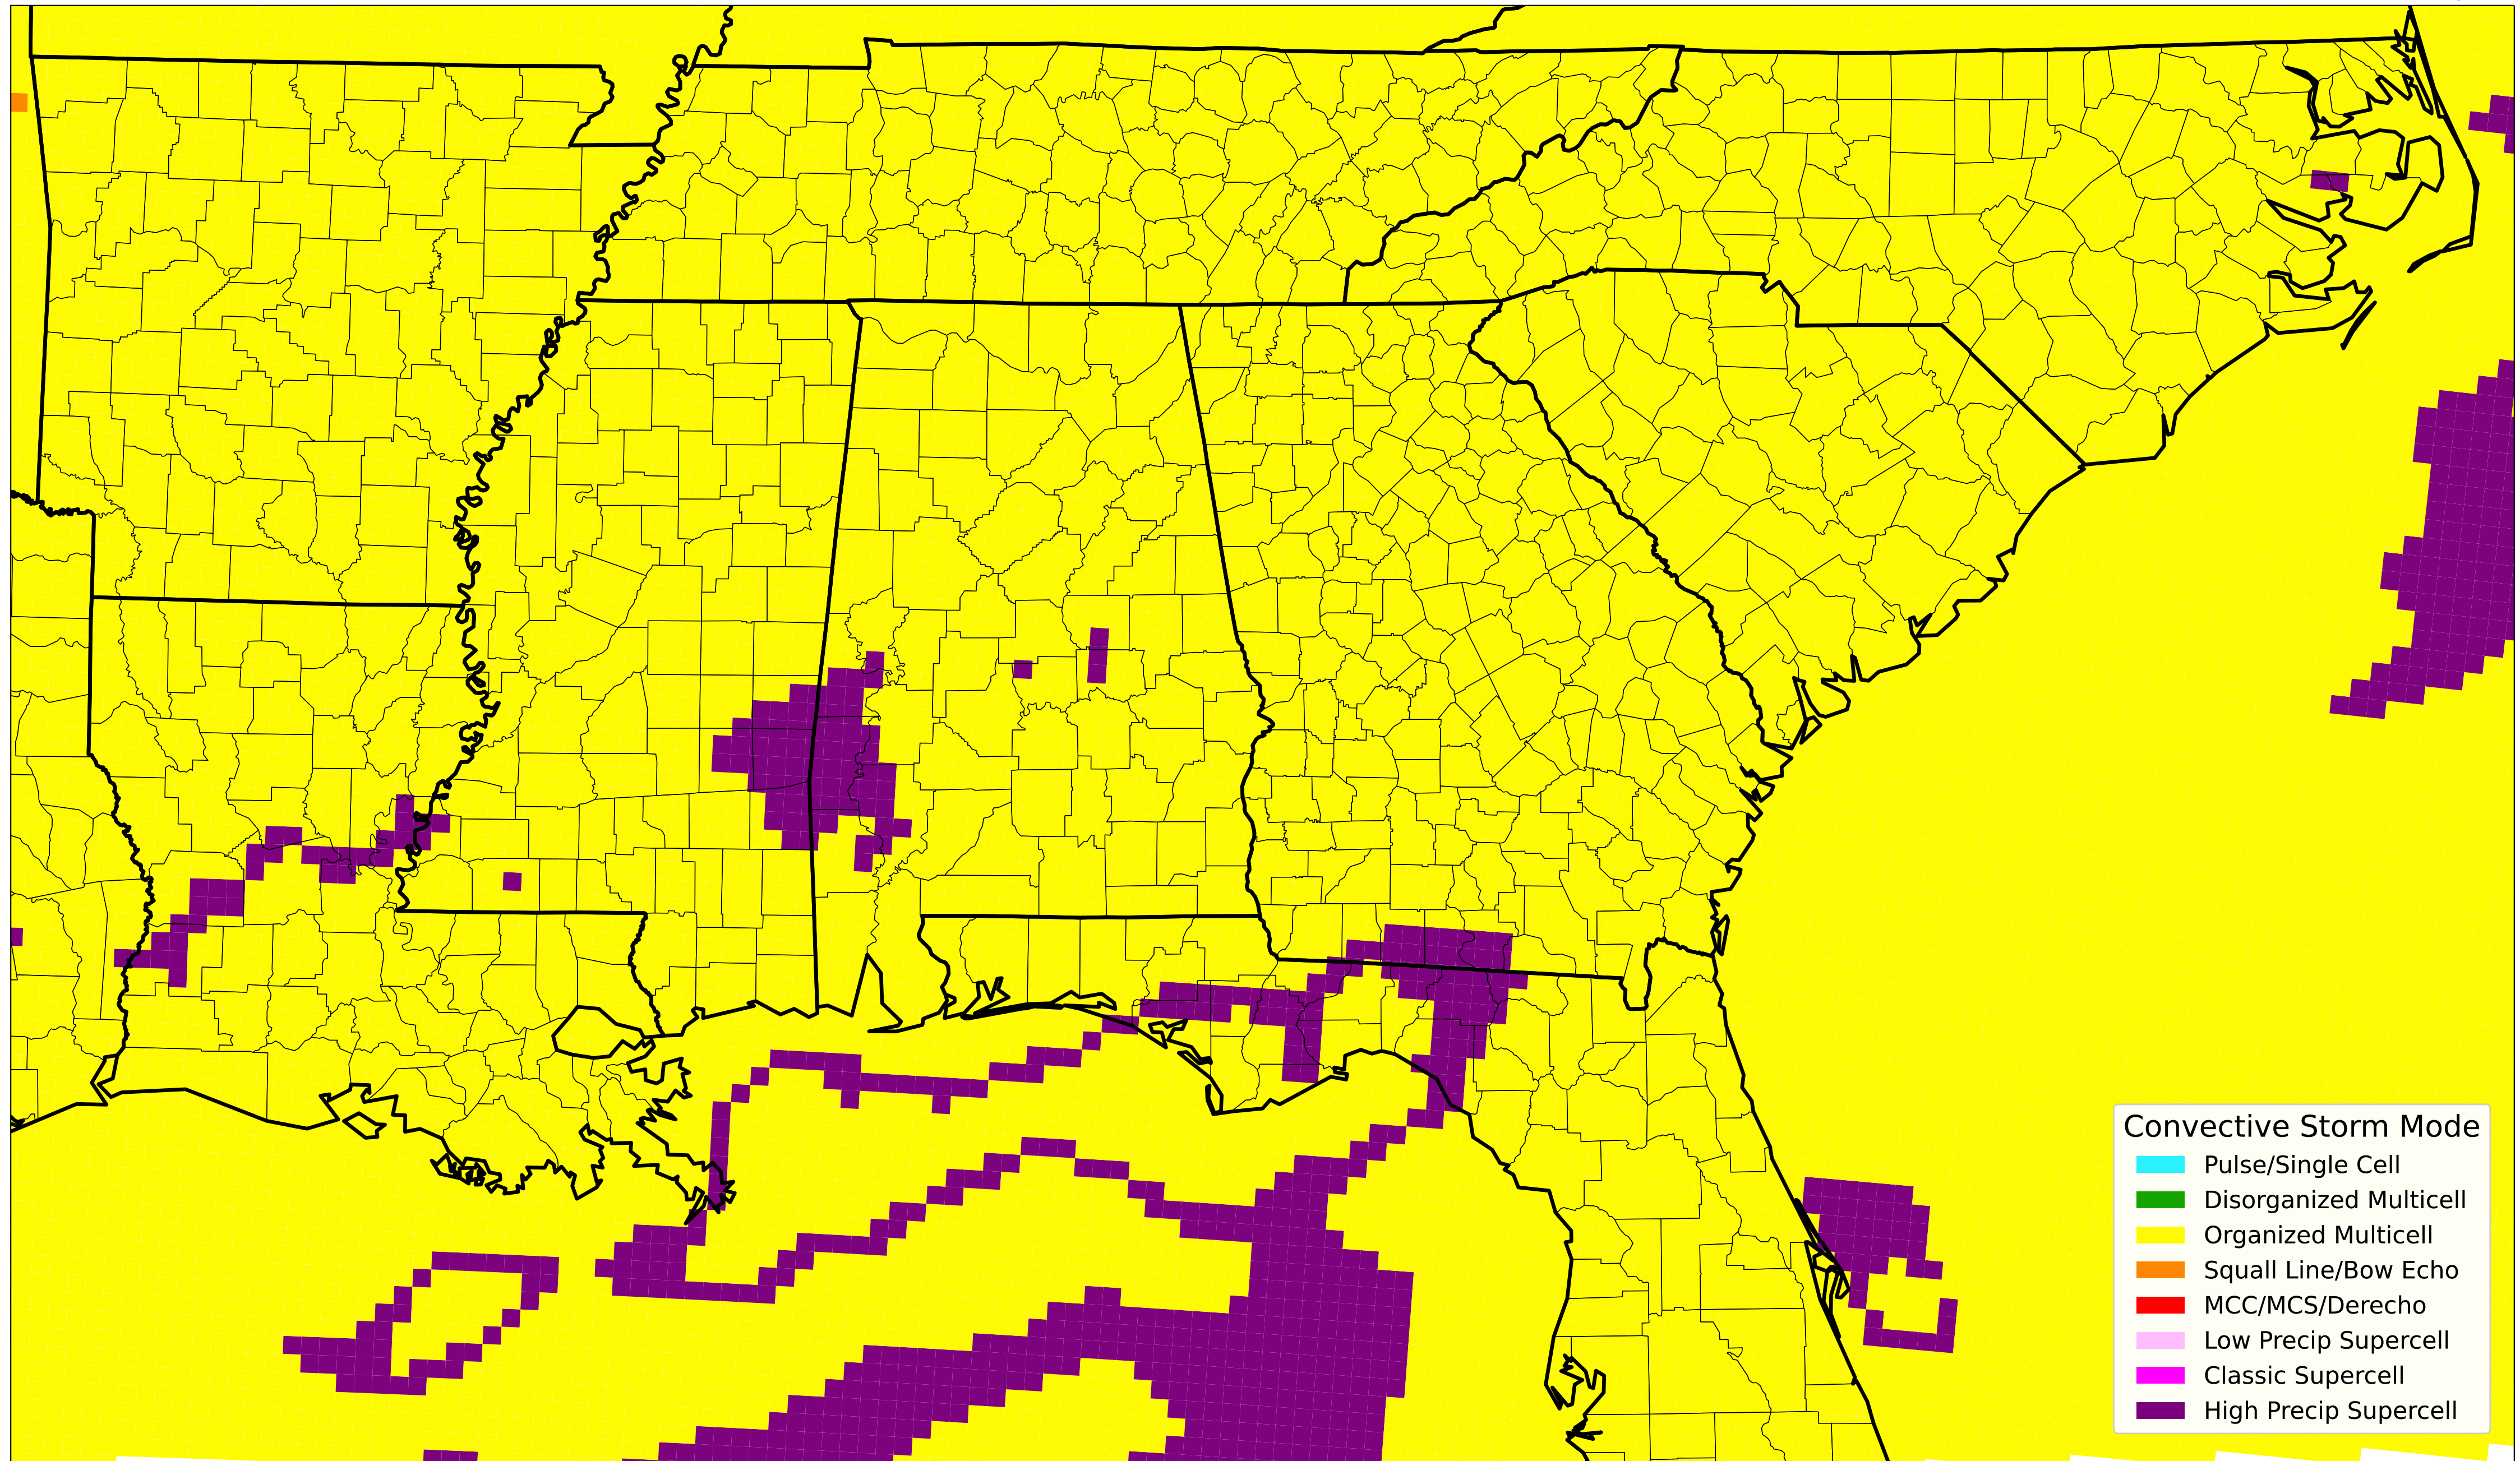 Convective Storm Mode
Pulse/Single Cell
Disorganized Multicell
Organized Multicell
Squall Line/Bow Echo
MCC/MCS/Derecho
Low Precip Supercell
Classic Supercell
High Precip Supercell